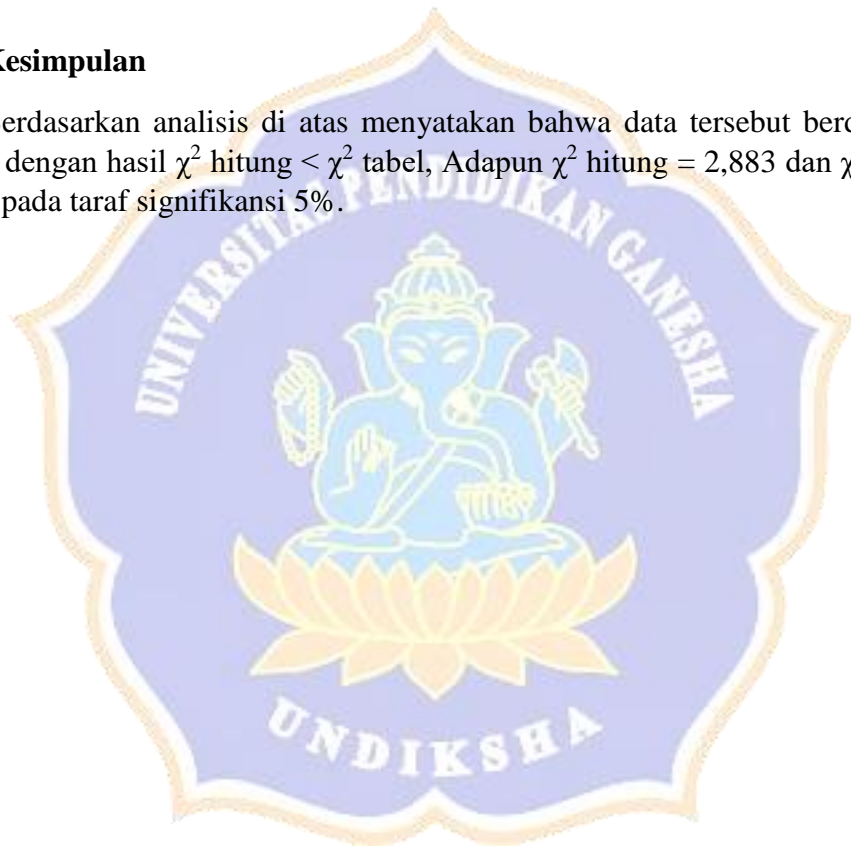 Kesimpulan
erdasarkan analisis di atas menyatakan bahwa data tersebut berd
dengan hasil χ² hitung < χ² tabel, Adapun χ² hitung = 2,883 dan χ
pada taraf signifikansi 5%.
UNIVERSITAS PENDIDIKAN GANESHA
UNDIKSHA